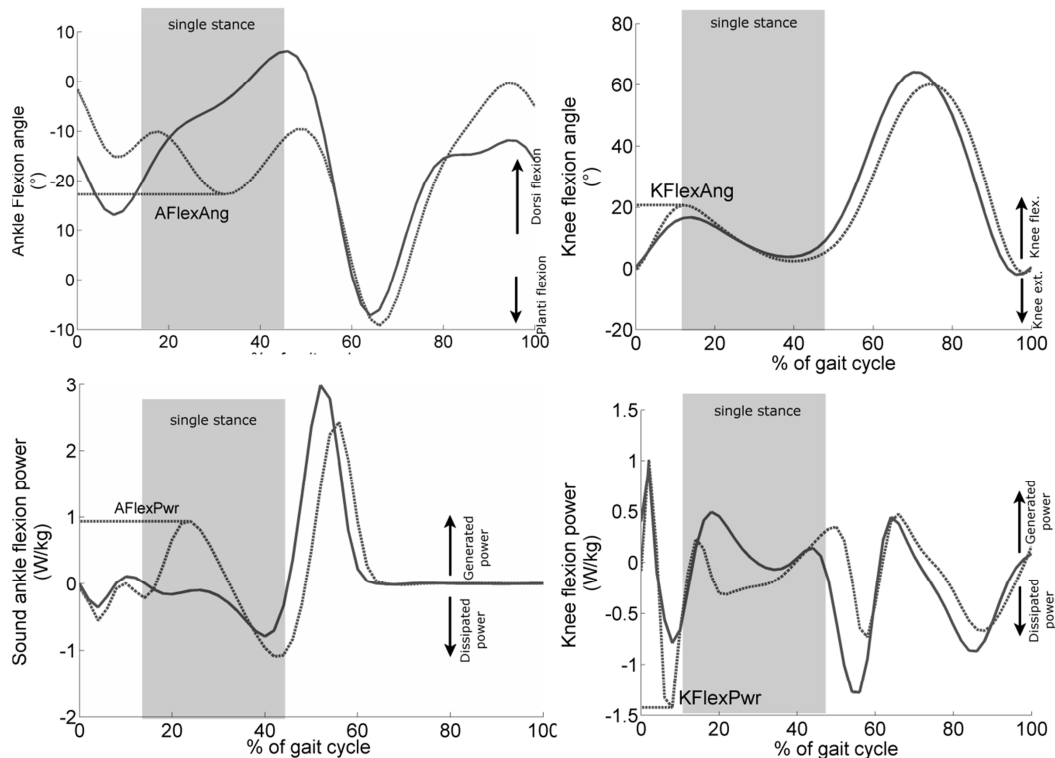 single stance
10
0
-10
-20
-10
0
-10
Ankle Flexion angle
(°)
AFlexAng
Dorsi flexion
Planti flexion
0
20
40
60
80
100
single stance
80
60
40
20
0
-20
Knee flexion angle
(°)
KFlexAng
Knee flex.
Knee ext.
0
20
40
60
80
100
% of gait cycle
single stance
3
2
1
0
-1
-2
Sound ankle flexion power
(W/kg)
AFlexPwr
Generated
power
Dissipated
power
0
20
40
60
80
100
% of gait cycle
single stance
1.5
1
0.5
0
-0.5
-1
-1.5
Knee flexion power
(W/kg)
KFlexPwr
Generated
power
Dissipated
power
0
20
40
60
80
100
% of gait cycle